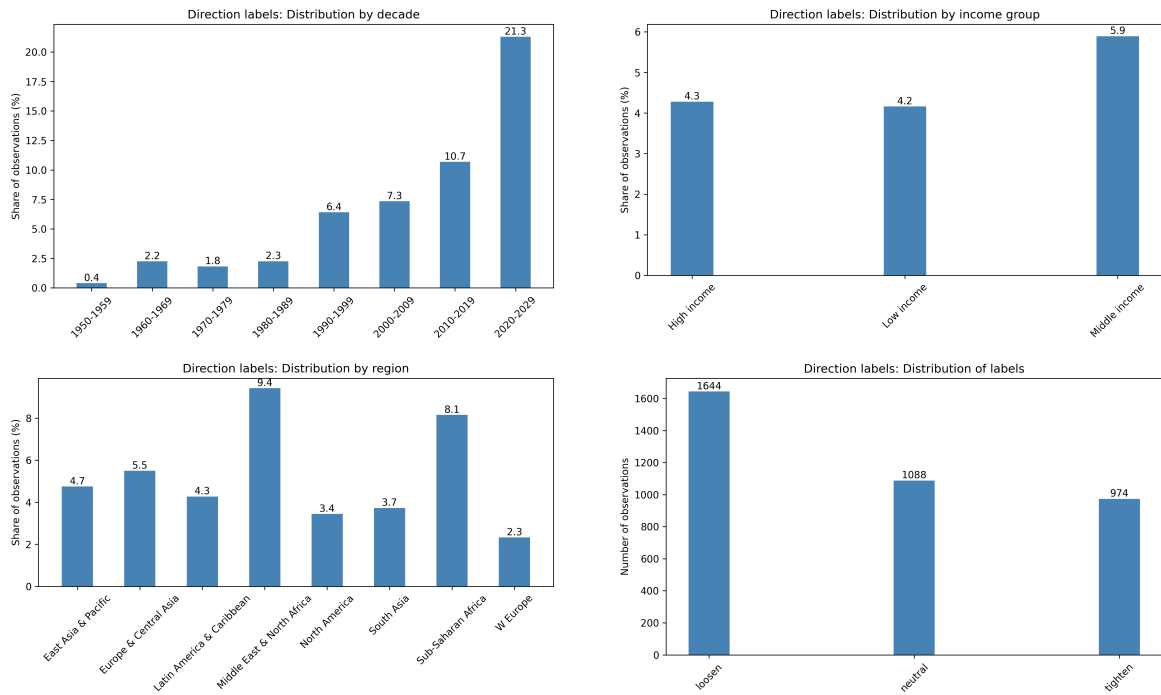 Direction labels: Distribution by decade
Share of observations (%)
20.0
17.5
15.0
12.5
10.0
7.5
5.0
2.5
0.0
0.4
2.2
1.8
2.3
6.4
7.3
10.7
21.3
1950-1959
1960-1969
1970-1979
1980-1989
1990-1999
2000-2009
2010-2019
2020-2029
Direction labels: Distribution by income group
Share of observations (%)
6
5
4
3
2
1
0
4.3
4.2
5.9
High income
Low income
Middle income
Direction labels: Distribution by region
Share of observations (%)
8
6
4
2
0
4.7
5.5
4.3
9.4
3.4
3.7
8.1
2.3
East Asia & Pacific
Europe & Central Asia
Latin America & Caribbean
Middle East & North Africa
North America
South Asia
Sub-Saharan Africa
W Europe
Direction labels: Distribution of labels
Number of observations
1600
1400
1200
1000
800
600
400
200
0
1644
1088
974
loosen
neutral
tighten